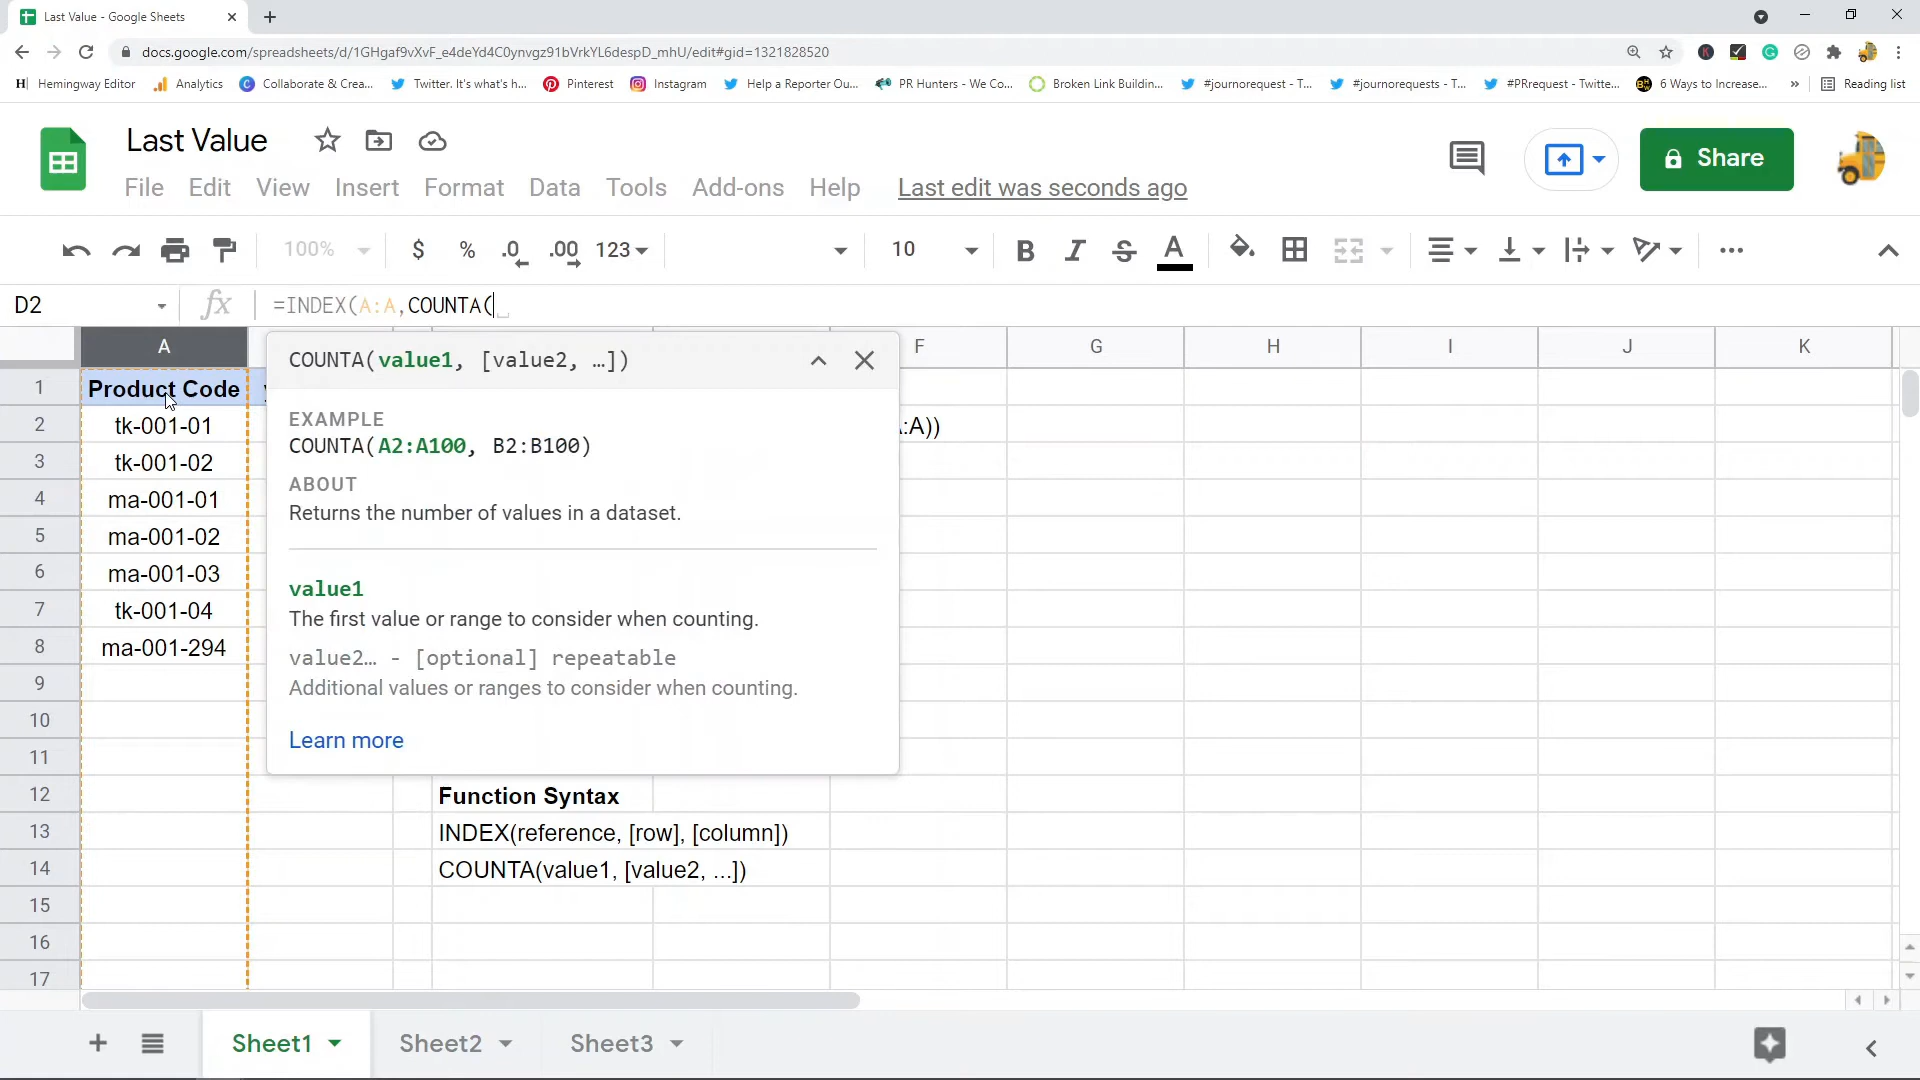 Last Value - Google Sheets
docs.google.com/spreadsheets/d/1GHgaf9vXvF_e4deYd4C0ynvgz91bVrkYL6despD_mhU/edit#gid=1321828520
Hemingway Editor Analytics Collaborate & Crea... Twitter. It's what's h... Pinterest Instagram Help a Reporter Ou... PR Hunters - We Co... Broken Link Building... #journorequest - T... #journorequests - T... #PRrequest - Twitte... 6 Ways to Increase... » Reading list
Last Value
Share
File Edit View Insert Format Data Tools Add-ons Help Last edit was seconds ago
100% $ % .0 .00 123 10 B I S A
D2 fx =INDEX(A:A,COUNTA(
A F G H I J K
COUNTA(value1, [value2, …])
1 Product Code
EXAMPLE
2 tk-001-01 :A))
COUNTA(A2:A100, B2:B100)
3 tk-001-02
ABOUT
4 ma-001-01
Returns the number of values in a dataset.
5 ma-001-02
6 ma-001-03
value1
7 tk-001-04
The first value or range to consider when counting.
8 ma-001-294
value2… - [optional] repeatable
9
Additional values or ranges to consider when counting.
10
Learn more
11
12 Function Syntax
13 INDEX(reference, [row], [column])
14 COUNTA(value1, [value2, ...])
15
16
17
Sheet1 Sheet2 Sheet3